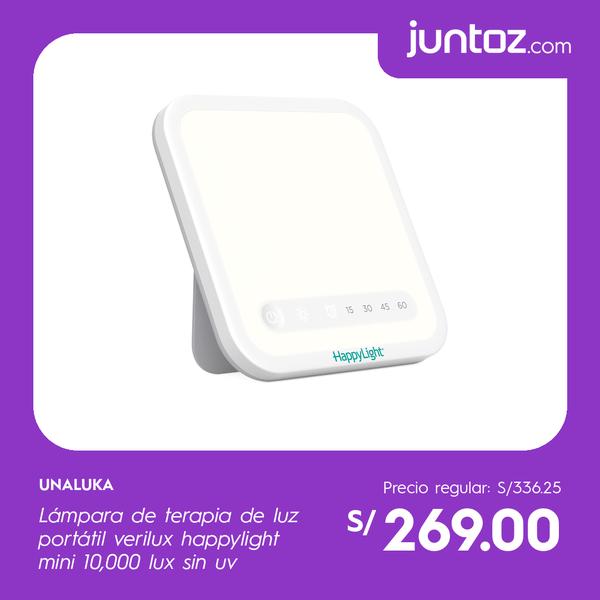 juntoz.com
15 30 45 60
HappyLight
UNALUKA
Lámpara de terapia de luz
portátil verilux happylight
mini 10,000 lux sin uv
Precio regular: S/336.25
S/ 269.00